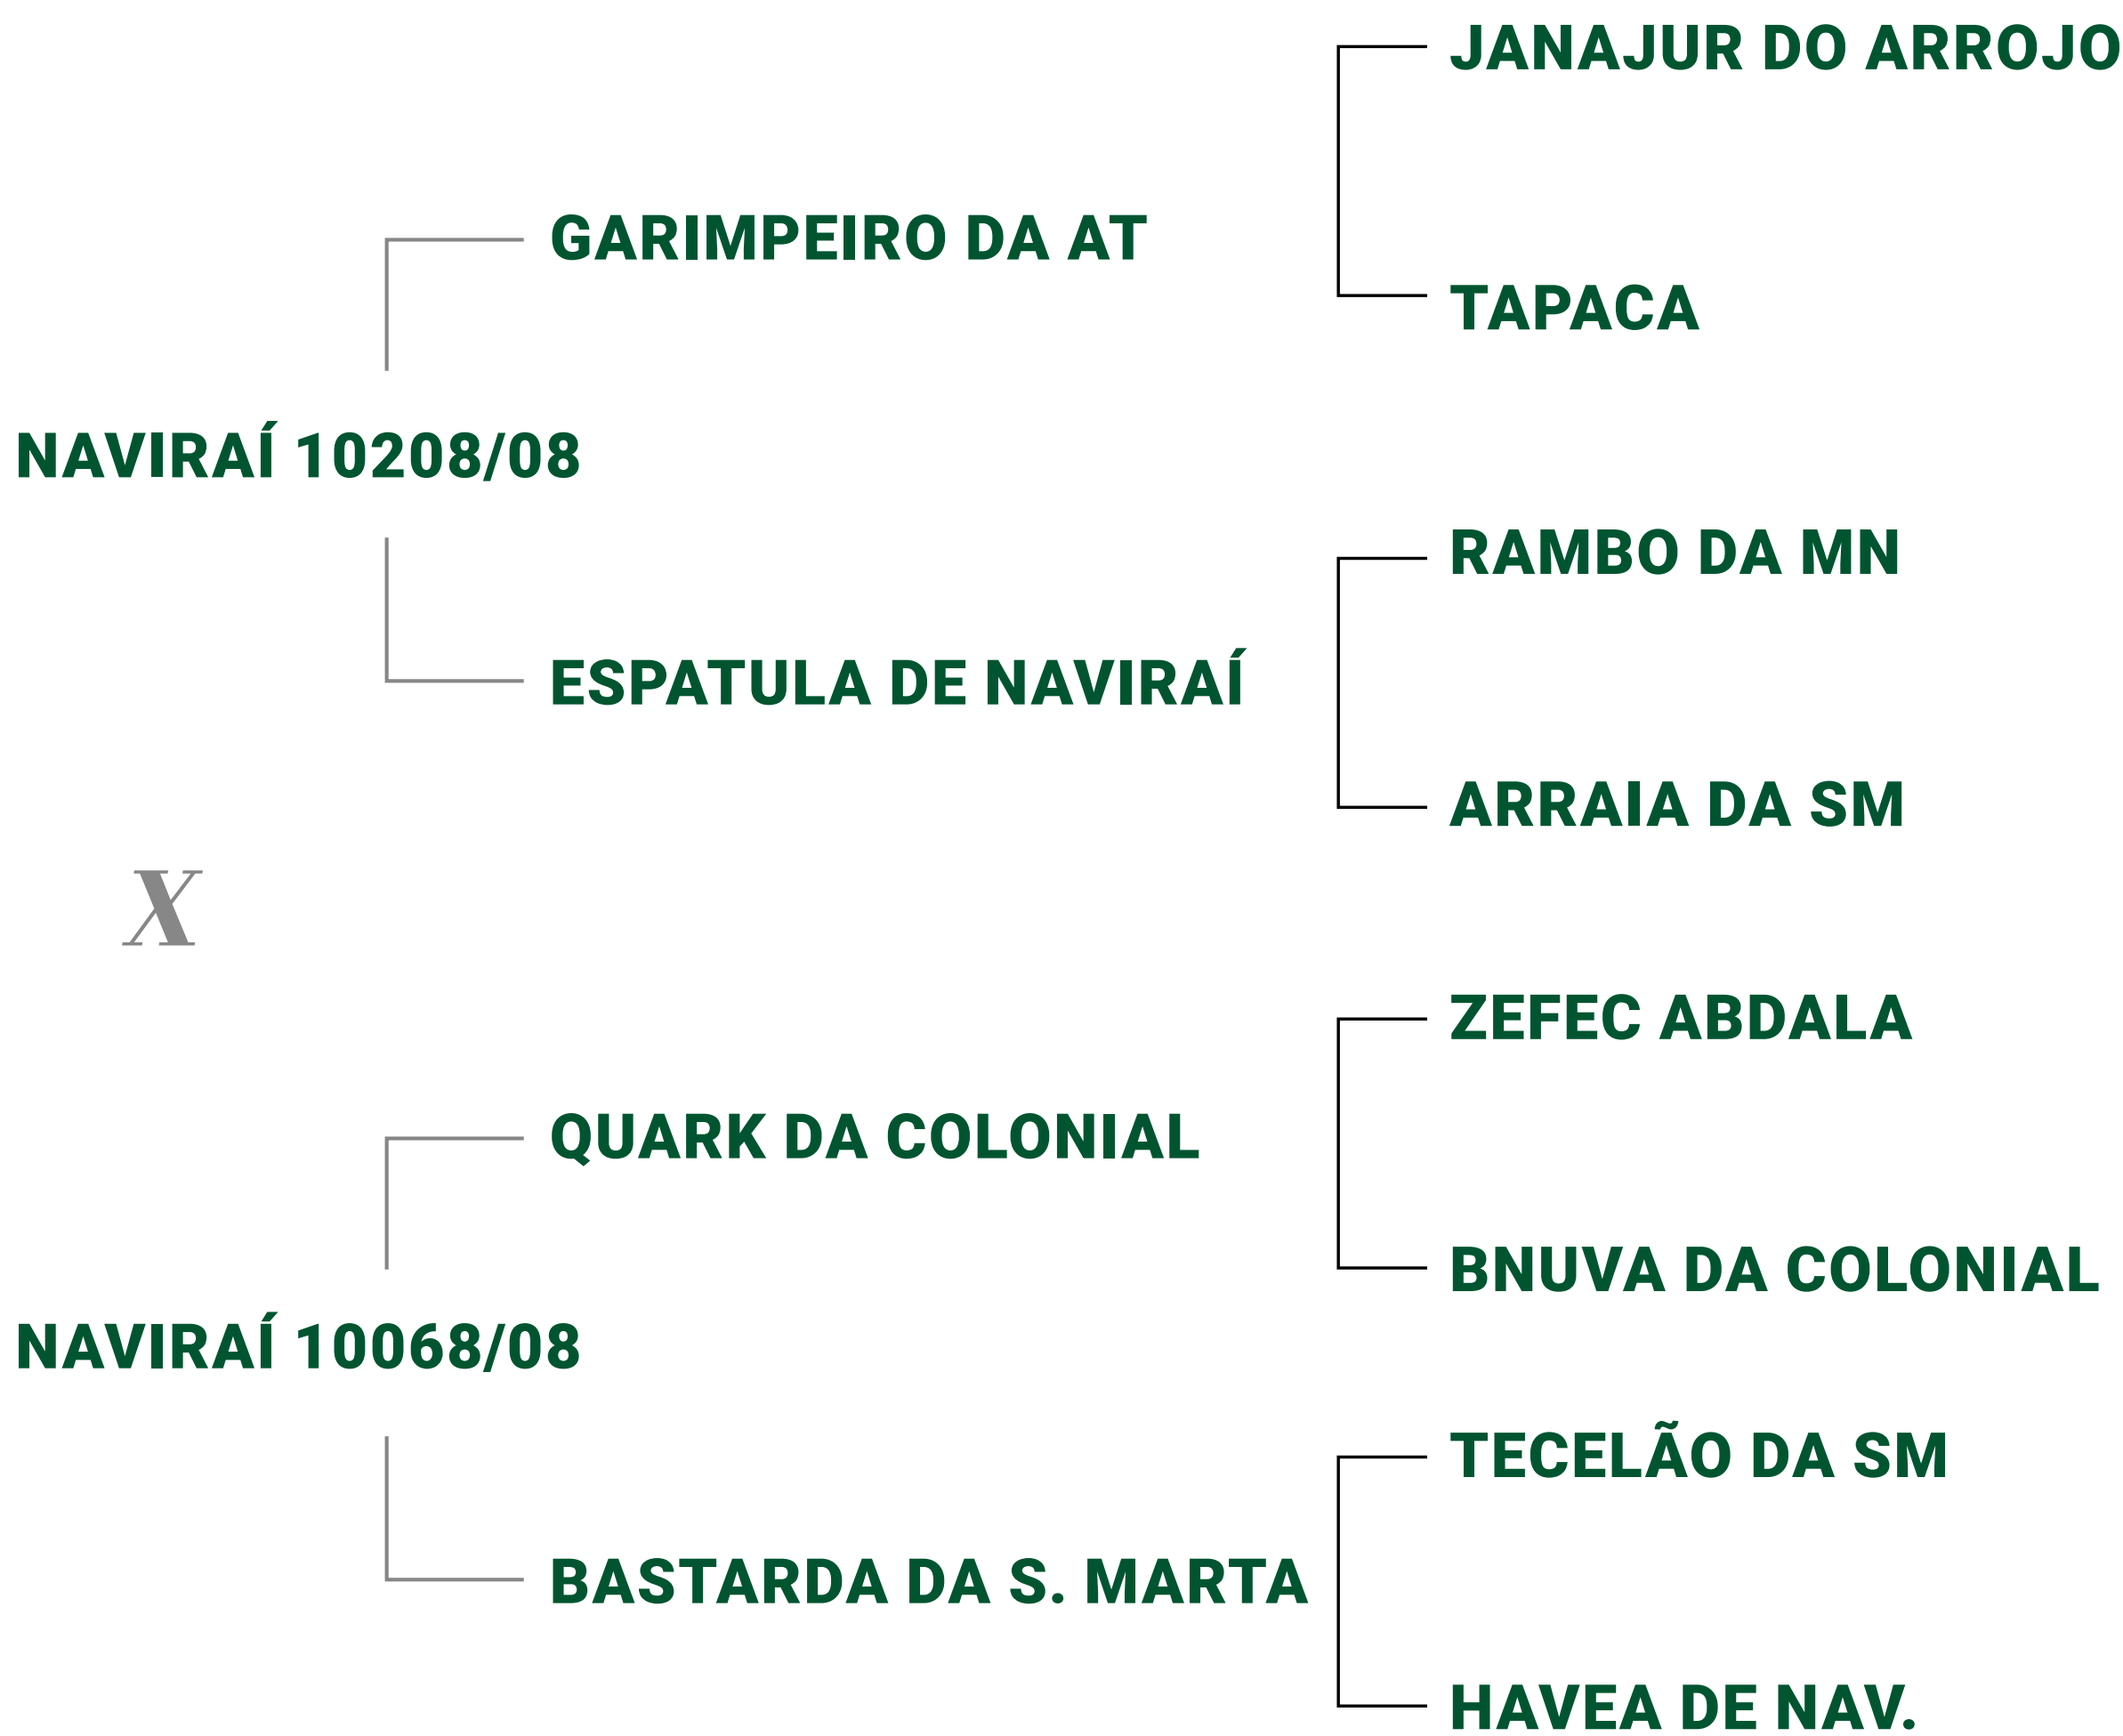 JANAJUR DO ARROJO
GARIMPEIRO DA AT
TAPACA
NAVIRAÍ 10208/08
RAMBO DA MN
ESPATULA DE NAVIRAÍ
ARRAIA DA SM
X
ZEFEC ABDALA
QUARK DA COLONIAL
BNUVA DA COLONIAL
NAVIRAÍ 10068/08
TECELÃO DA SM
BASTARDA DA S. MARTA
HAVEA DE NAV.